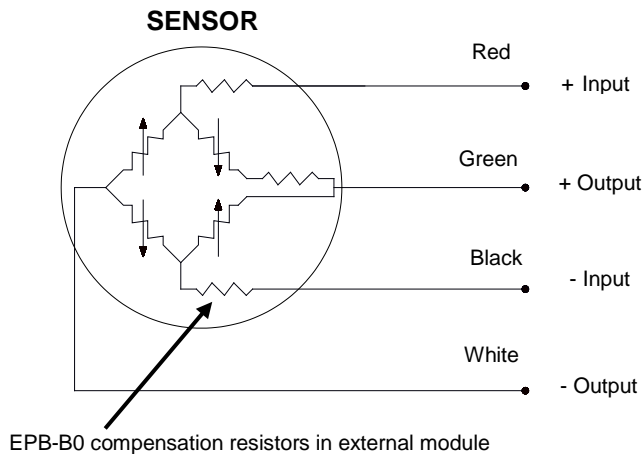 SENSOR
Red
+ Input
Green
+ Output
Black
- Input
White
- Output
EPB-B0 compensation resistors in external module